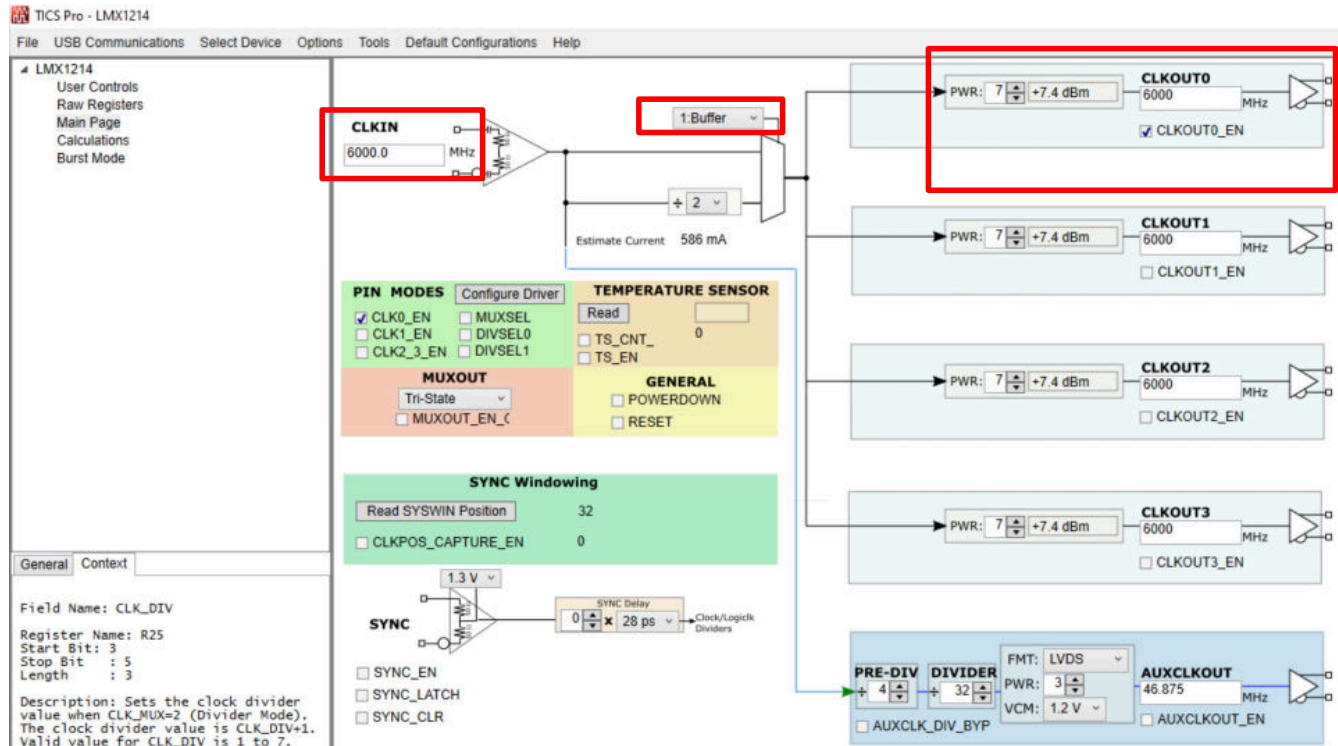 TICS Pro - LMX1214
File USB Communications Select Device Options Tools Default Configurations Help
LMX1214
User Controls
Raw Registers
Main Page
Calculations
Burst Mode
CLKIN
6000.0 MHz
1:Buffer
÷ 2
Estimate Current 586 mA
PWR: 7 +7.4 dBm
CLKOUT0
6000 MHz
CLKOUT0_EN
PWR: 7 +7.4 dBm
CLKOUT1
6000 MHz
CLKOUT1_EN
PWR: 7 +7.4 dBm
CLKOUT2
6000 MHz
CLKOUT2_EN
PWR: 7 +7.4 dBm
CLKOUT3
6000 MHz
CLKOUT3_EN
PIN MODES Configure Driver
CLK0_EN MUXSEL
CLK1_EN DIVSEL0
CLK2_3_EN DIVSEL1
TEMPERATURE SENSOR
Read
TS_CNT_ 0
TS_EN
MUXOUT
Tri-State
MUXOUT_EN_(
GENERAL
POWERDOWN
RESET
SYNC Windowing
Read SYSWIN Position 32
CLKPOS_CAPTURE_EN 0
1.3 V
SYNC
SYNC Delay
0 x 28 ps
Clock/Logiclk
Dividers
SYNC_EN
SYNC_LATCH
SYNC_CLR
PRE-DIV DIVIDER
÷ 4 ÷ 32
FMT: LVDS
PWR: 3
VCM: 1.2 V
AUXCLK_DIV_BYP
AUXCLKOUT
46.875 MHz
AUXCLKOUT_EN
General Context
Field Name: CLK_DIV
Register Name: R25
Start Bit: 3
Stop Bit : 5
Length : 3
Description: Sets the clock divider
value when CLK_MUX=2 (Divider Mode).
The clock divider value is CLK_DIV+1.
Valid value for CLK_DIV is 1 to 7.